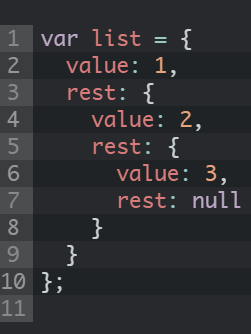 1 var list = {
2   value: 1,
3   rest: {
4     value: 2,
5     rest: {
6       value: 3,
7       rest: null
8     }
9   }
10 };
11